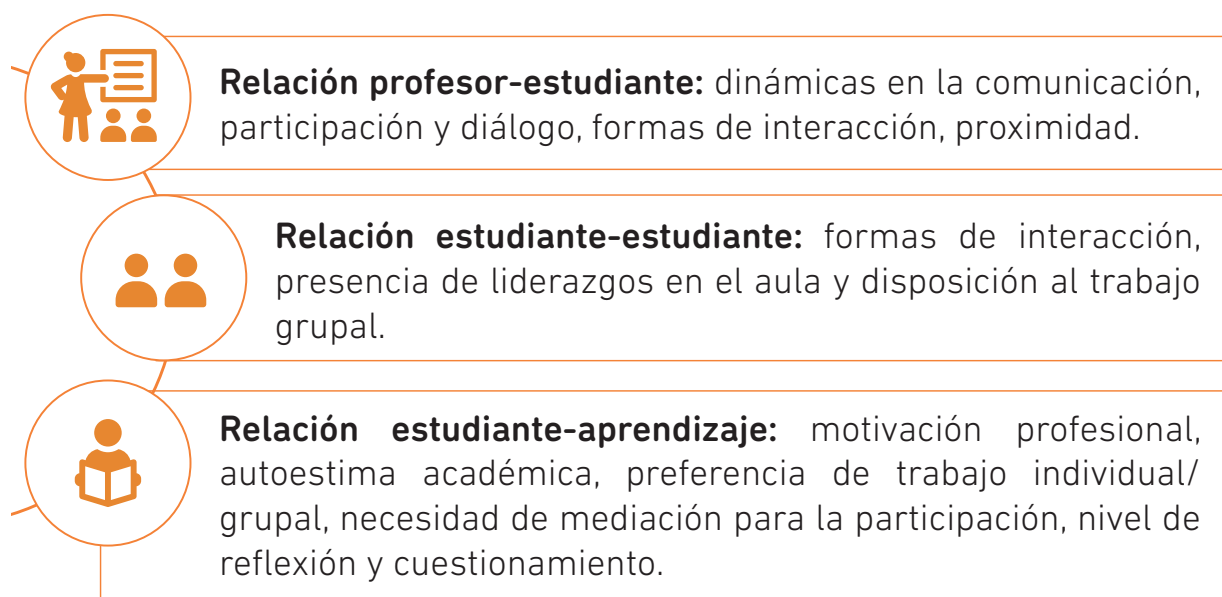 Relación profesor-estudiante: dinámicas en la comunicación,
participación y diálogo, formas de interacción, proximidad.
Relación estudiante-estudiante: formas de interacción,
presencia de liderazgos en el aula y disposición al trabajo
grupal.
Relación estudiante-aprendizaje: motivación profesional,
autoestima académica, preferencia de trabajo individual/
grupal, necesidad de mediación para la participación, nivel de
reflexión y cuestionamiento.